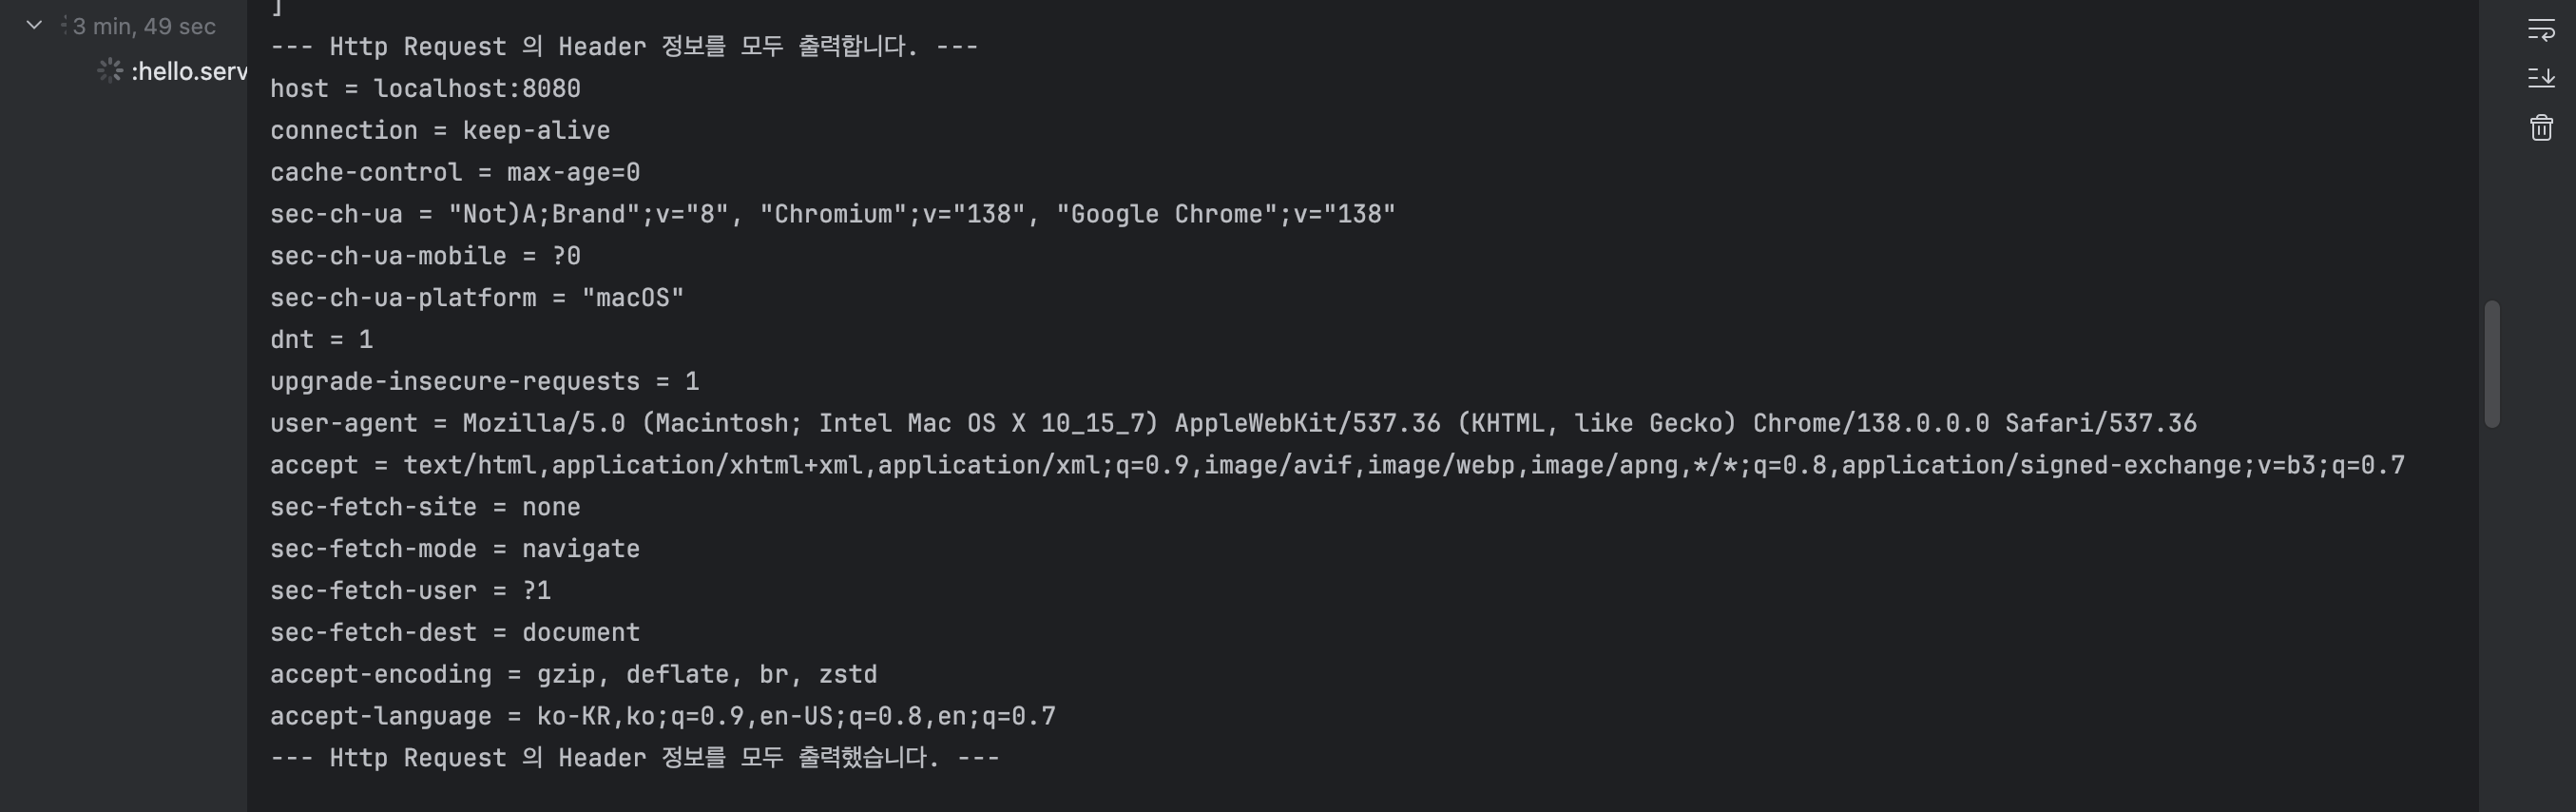 ]
3 min, 49 sec
--- Http Request 의 Header 정보를 모두 출력합니다. ---
:hello.serv
host = localhost:8080
connection = keep-alive
cache-control = max-age=0
sec-ch-ua = "Not)A;Brand";v="8", "Chromium";v="138", "Google Chrome";v="138"
sec-ch-ua-mobile = ?0
sec-ch-ua-platform = "macOS"
dnt = 1
upgrade-insecure-requests = 1
user-agent = Mozilla/5.0 (Macintosh; Intel Mac OS X 10_15_7) AppleWebKit/537.36 (KHTML, like Gecko) Chrome/138.0.0.0 Safari/537.36
accept = text/html,application/xhtml+xml,application/xml;q=0.9,image/avif,image/webp,image/apng,*/*;q=0.8,application/signed-exchange;v=b3;q=0.7
sec-fetch-site = none
sec-fetch-mode = navigate
sec-fetch-user = ?1
sec-fetch-dest = document
accept-encoding = gzip, deflate, br, zstd
accept-language = ko-KR,ko;q=0.9,en-US;q=0.8,en;q=0.7
--- Http Request 의 Header 정보를 모두 출력했습니다. ---